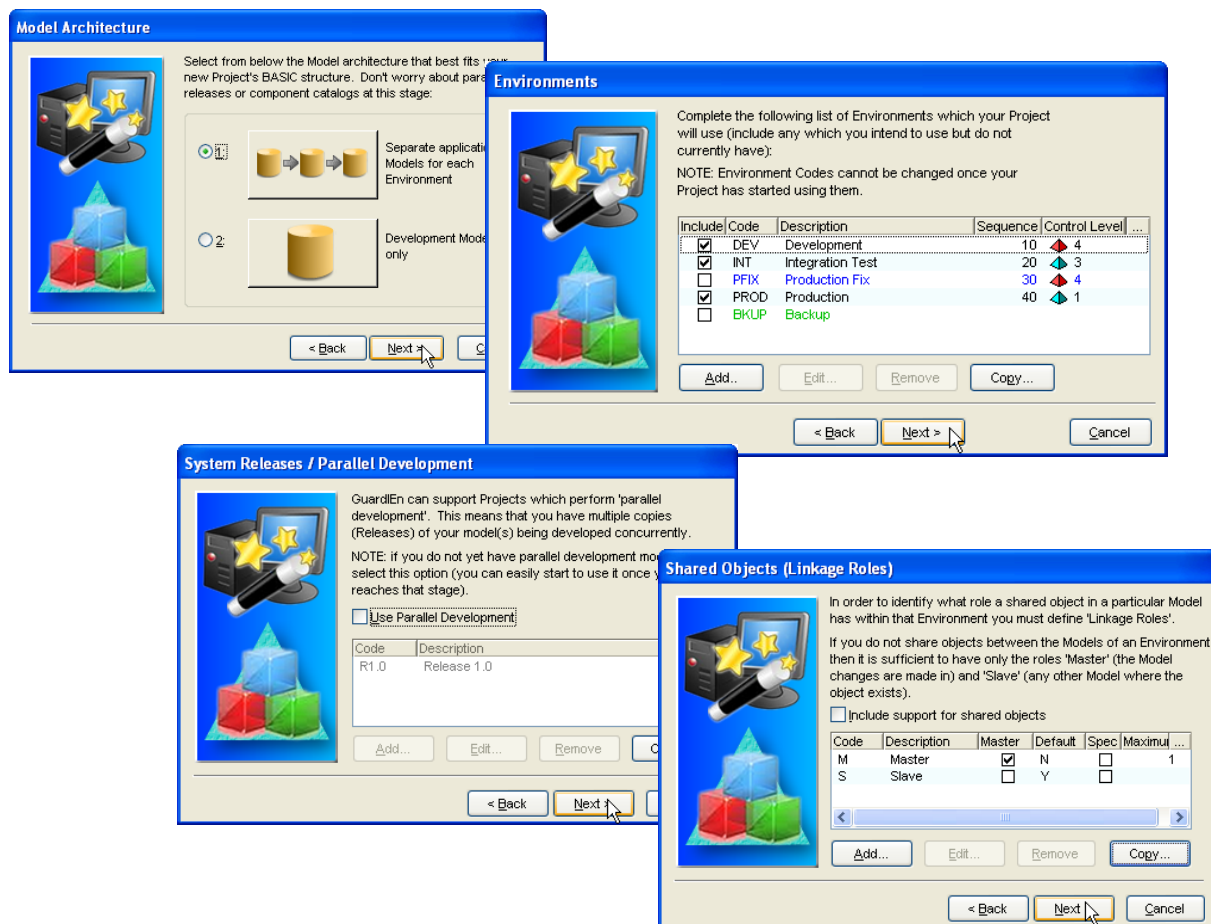 Model Architecture
Select from below the Model architecture that best fits your
new Project's BASIC structure. Don't worry about
releases or component catalogs at this stage:
1:
Separate
Models for each
Environment
2:
Development
only
< Back
Next >
Environments
Complete the following list of Environments which your Project
will use (include any which you intend to use but do not
currently have):
NOTE: Environment Codes cannot be changed once your
Project has started using them.
Include Code Description Sequence Control Level ...
DEV Development 10 4
INT Integration Test 20 3
PFIX Production Fix 30 4
PROD Production 40 1
BKUP Backup
Add.. Edit... Remove Copy...
< Back Next > Cancel
System Releases / Parallel Development
GuardIEn can support Projects which perform 'parallel
development'. This means that you have multiple copies
(Releases) of your model(s) being developed concurrently.
NOTE: if you do not yet have parallel development
select this option (you can easily start to use it once
reaches that stage).
Use Parallel Development
Code Description
R1.0 Release 1.0
Add... Edit... Remove
< Back Next >
Shared Objects (Linkage Roles)
In order to identify what role a shared object in a particular Model
has within that Environment you must define 'Linkage Roles'.
If you do not share objects between the Models of an Environment
then it is sufficient to have only the roles 'Master' (the Model
changes are made in) and 'Slave' (any other Model where the
object exists).
Include support for shared objects
Code Description Master Default Spec Maximu ...
M Master N 1
S Slave Y
Add... Edit... Remove Copy...
< Back Next Cancel